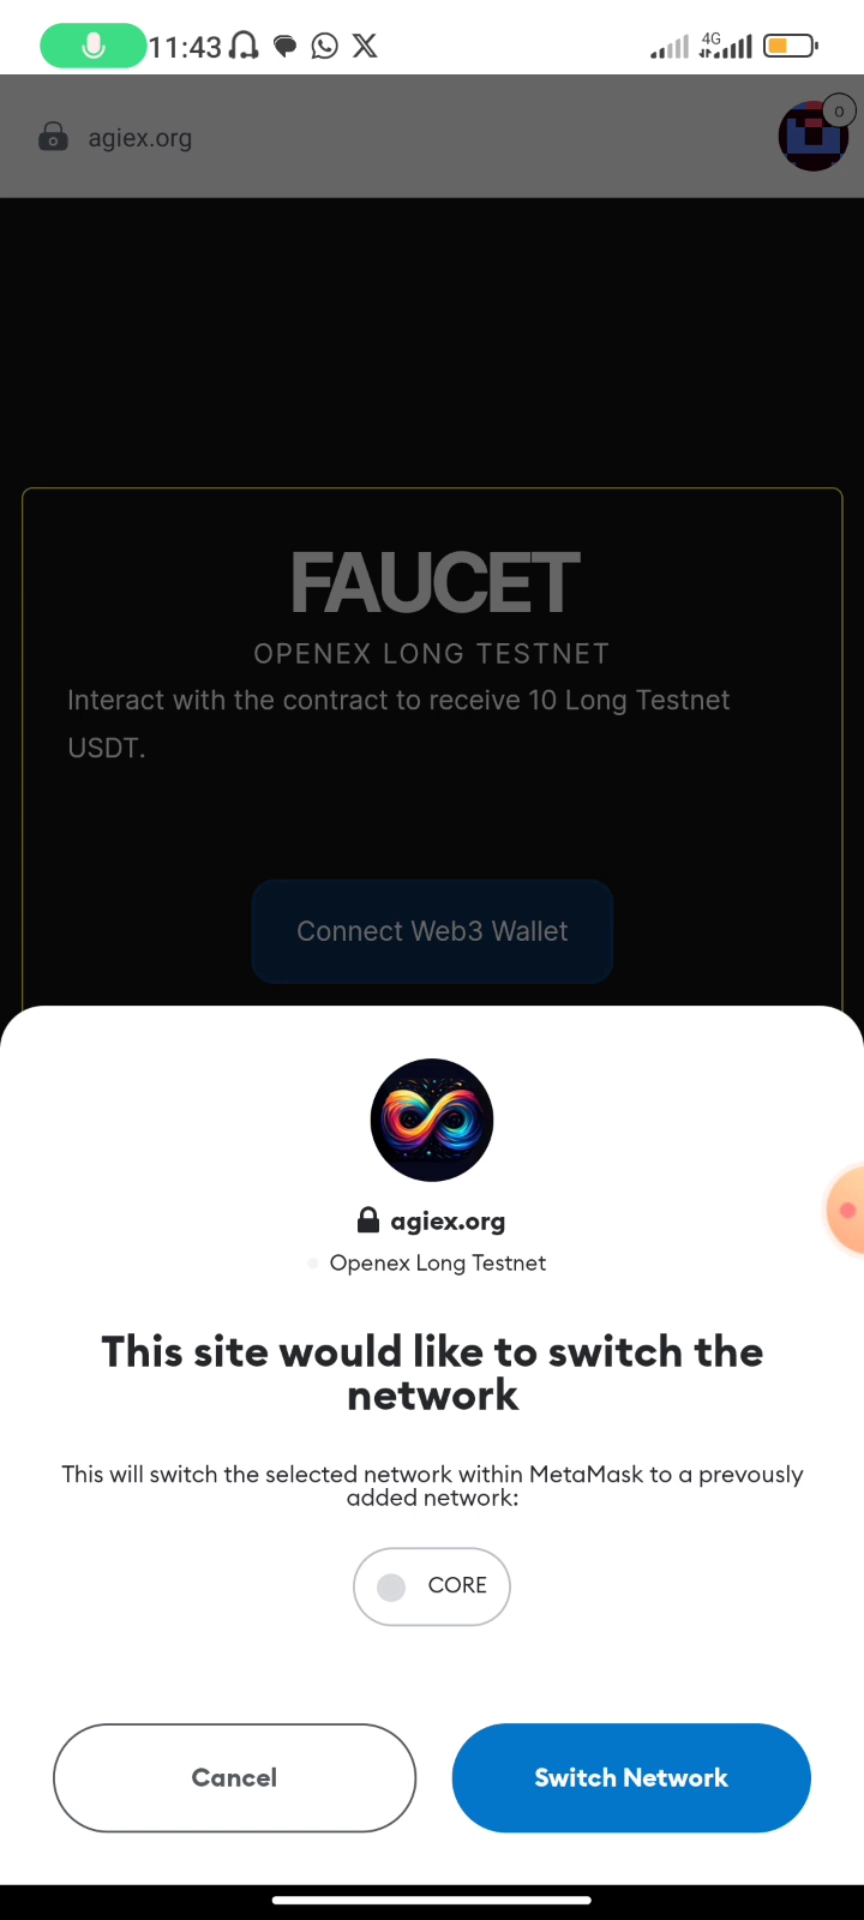 11:43
4G
agiex.org
0
FAUCET
OPENEX LONG TESTNET
Interact with the contract to receive 10 Long Testnet
USDT.
Connect Web3 Wallet
agiex.org
Openex Long Testnet
This site would like to switch the
network
This will switch the selected network within MetaMask to a prevously
added network:
CORE
Cancel
Switch Network